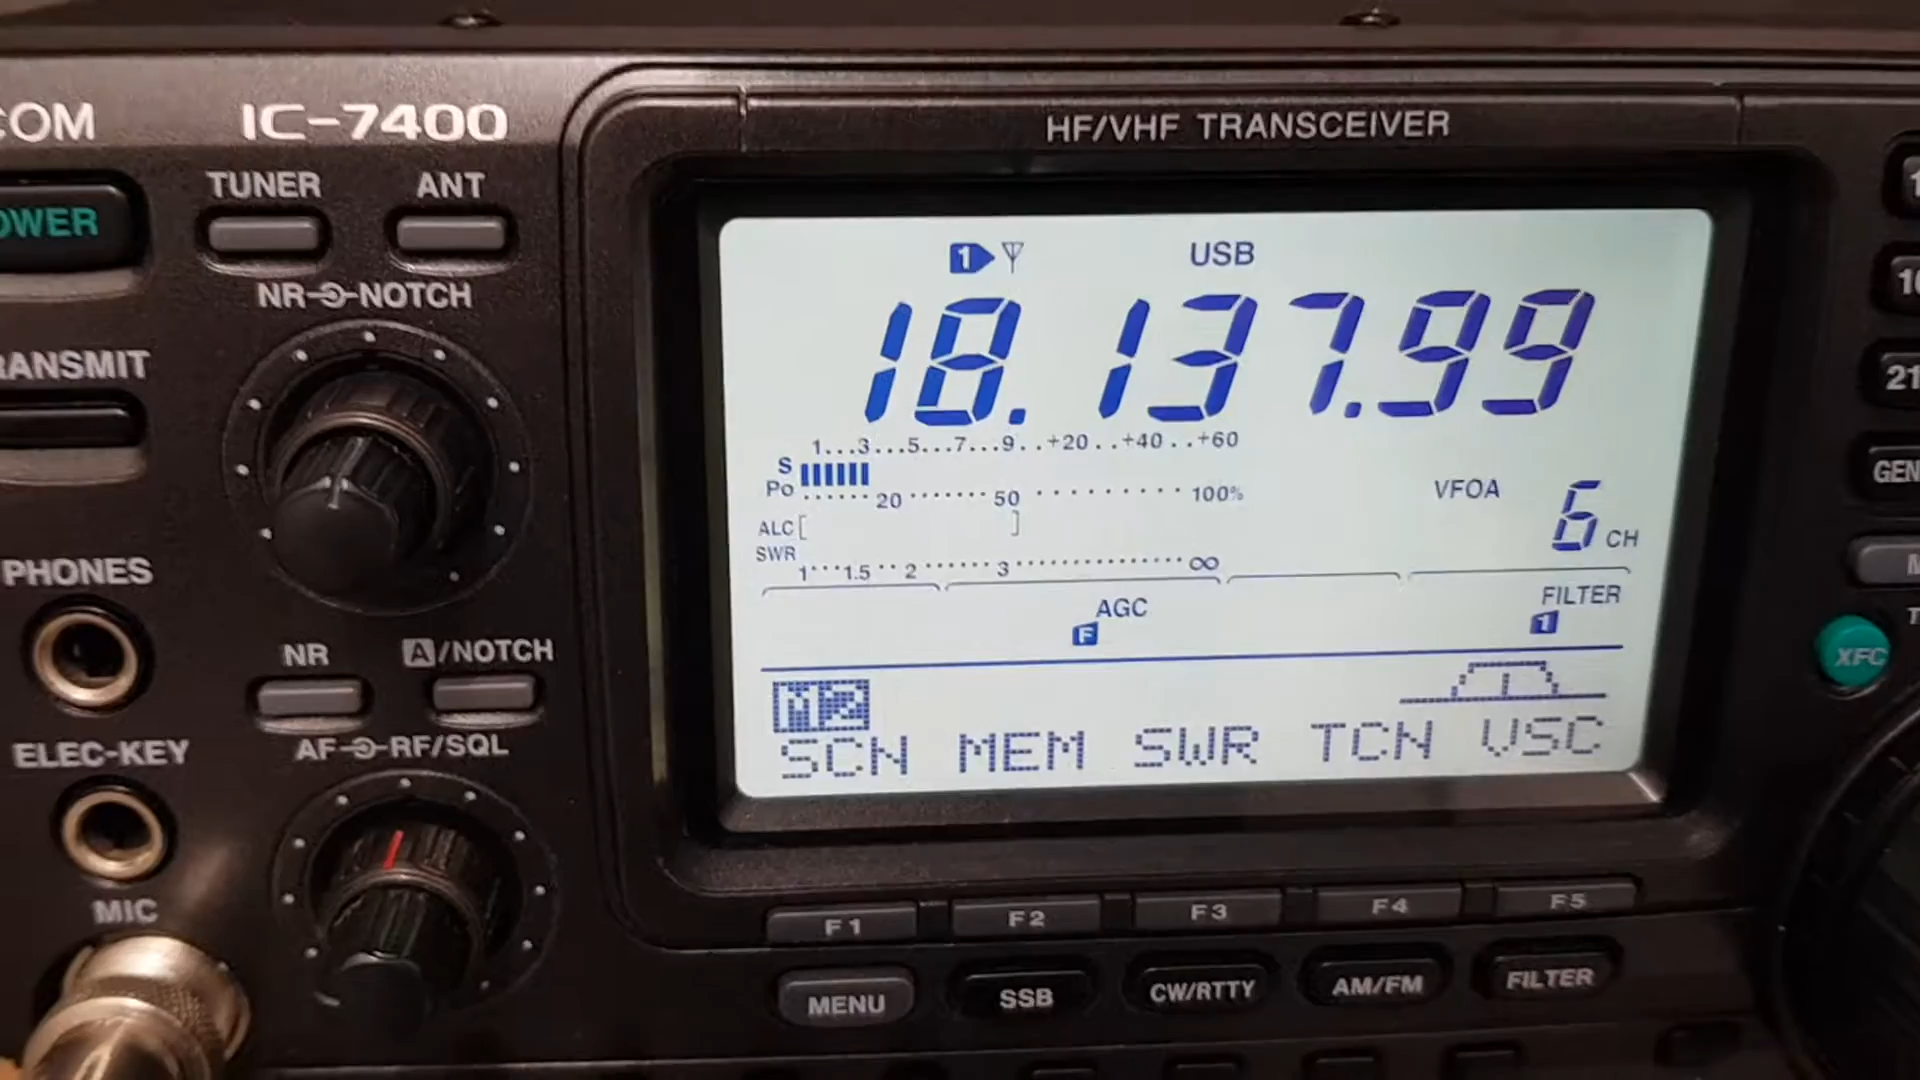 COM
IC-7400
HF/VHF TRANSCEIVER
TUNER
ANT
OWER
NR NOTCH
RANSMIT
PHONES
NR
A/NOTCH
ELEC-KEY
AF RF/SQL
MIC
1 USB
18.137.99
1...3...5...7...9..+20..+40..+60
S
Po ......20.......50.........100%
VFOA
6 CH
ALC [ ]
SWR
1...1.5..2......3............∞
AGC
F
FILTER
1
M2
SCN MEM SWR TCN VSC
F1 F2 F3 F4 F5
MENU SSB CW/RTTY AM/FM FILTER
21
GEN
XFC